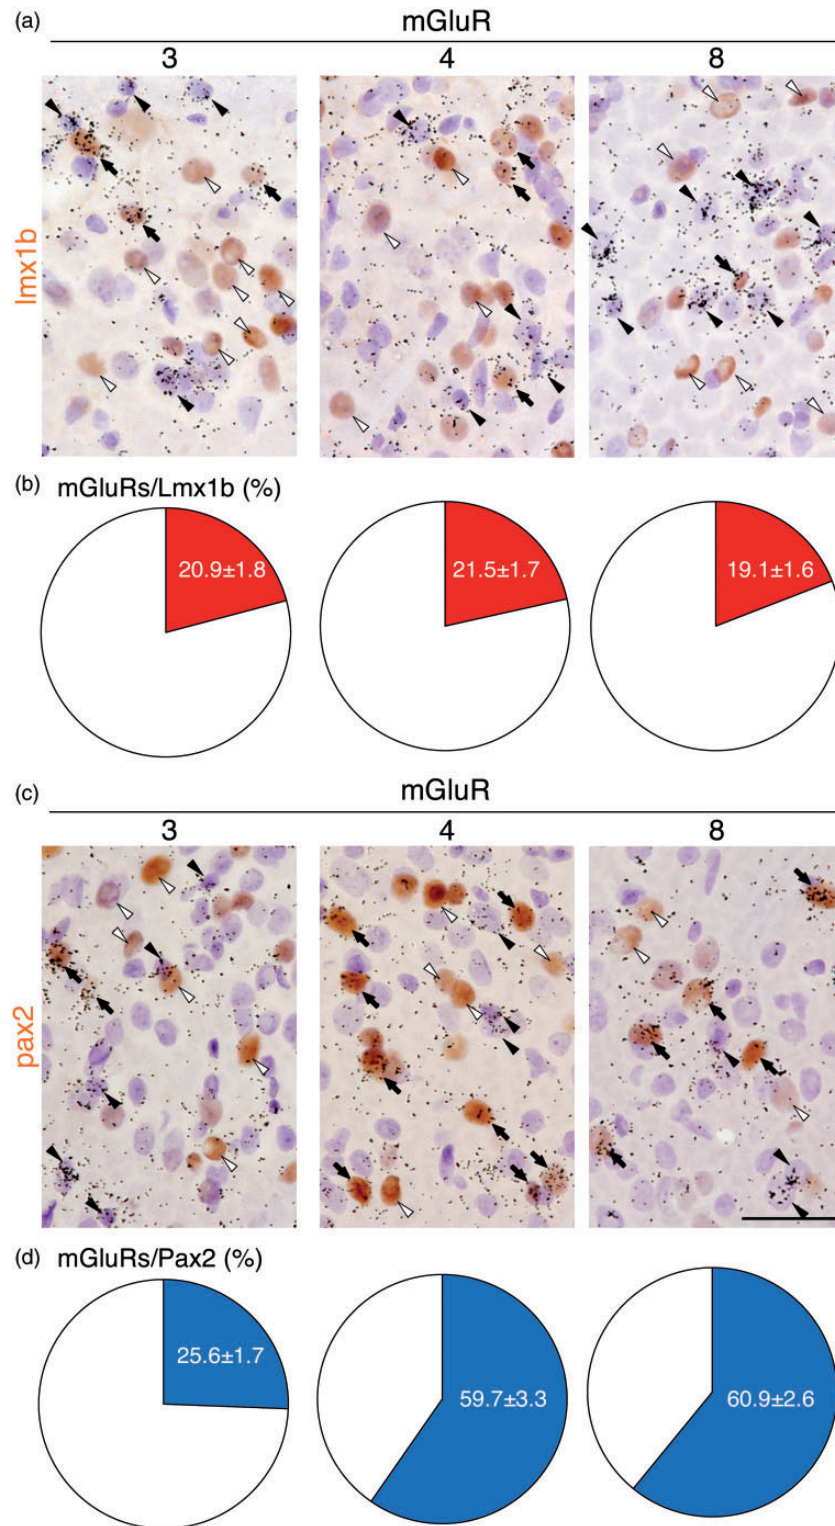 (a)
mGluR
3 4 8
lmx1b
(b) mGluRs/Lmx1b (%)
20.9±1.8 21.5±1.7 19.1±1.6
(c)
mGluR
3 4 8
pax2
(d) mGluRs/Pax2 (%)
25.6±1.7 59.7±3.3 60.9±2.6